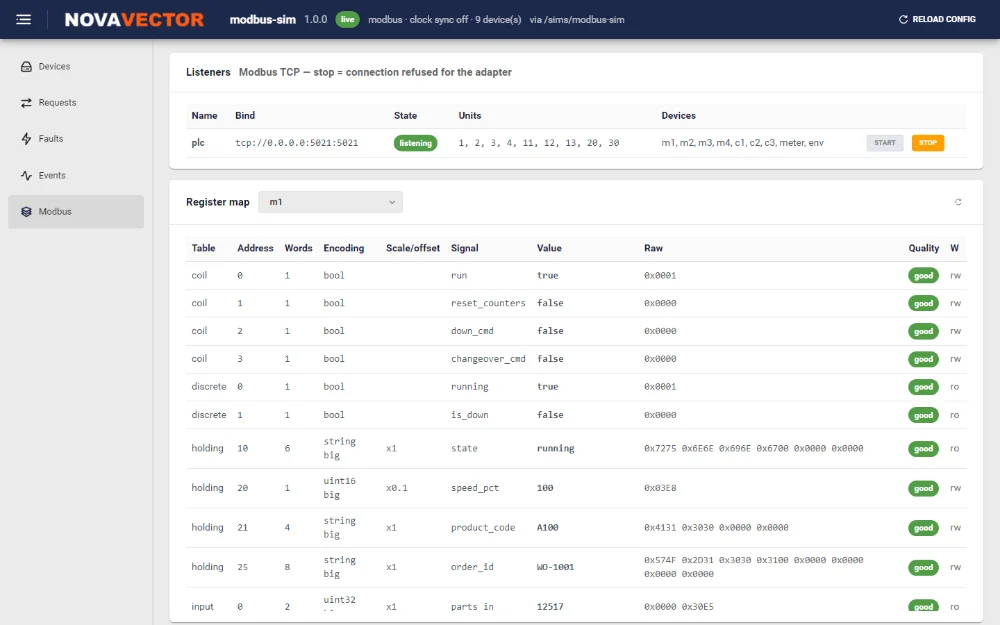 NOVAVECTOR modbus-sim 1.0.0 live modbus · clock sync off · 9 device(s) via /sims/modbus-sim RELOAD CONFIG
Devices
Requests
Faults
Events
Modbus
Listeners Modbus TCP — stop = connection refused for the adapter
Name Bind State Units Devices
plc tcp://0.0.0.0:5021:5021 listening 1, 2, 3, 4, 11, 12, 13, 20, 30 m1, m2, m3, m4, c1, c2, c3, meter, env START STOP
Register map m1
Table Address Words Encoding Scale/offset Signal Value Raw Quality W
coil 0 1 bool run true 0x0001 good rw
coil 1 1 bool reset_counters false 0x0000 good rw
coil 2 1 bool down_cmd false 0x0000 good rw
coil 3 1 bool changeover_cmd false 0x0000 good rw
discrete 0 1 bool running true 0x0001 good ro
discrete 1 1 bool is_down false 0x0000 good ro
holding 10 6 string big x1 state running 0x7275 0x6E6E 0x696E 0x6700 0x0000 0x0000 good ro
holding 20 1 uint16 big x0.1 speed_pct 100 0x03E8 good rw
holding 21 4 string big x1 product_code A100 0x4131 0x3030 0x0000 0x0000 good rw
holding 25 8 string big x1 order_id WO-1001 0x574F 0x2D31 0x3030 0x3100 0x0000 0x0000 0x0000 0x0000 good rw
input 0 2 uint32 x1 parts_in 12517 0x0000 0x30E5 good ro